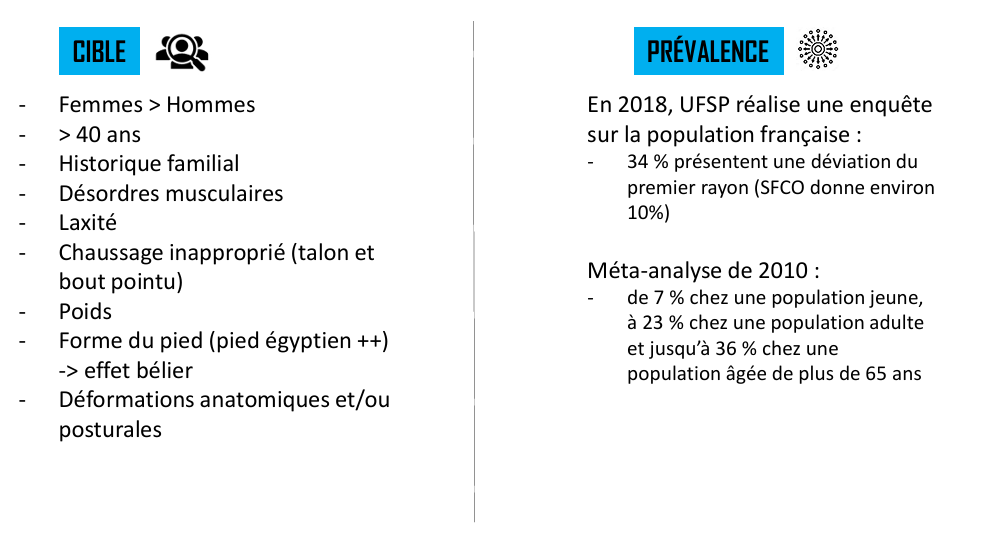 CIBLE
- Femmes > Hommes
- > 40 ans
- Historique familial
- Désordres musculaires
- Laxité
- Chaussage inapproprié (talon et
bout pointu)
- Poids
- Forme du pied (pied égyptien ++)
-> effet bélier
- Déformations anatomiques et/ou
posturales
PRÉVALENCE
En 2018, UFSP réalise une enquête
sur la population française :
- 34 % présentent une déviation du
premier rayon (SFCO donne environ
10%)
Méta-analyse de 2010 :
- de 7 % chez une population jeune,
à 23 % chez une population adulte
et jusqu’à 36 % chez une
population âgée de plus de 65 ans